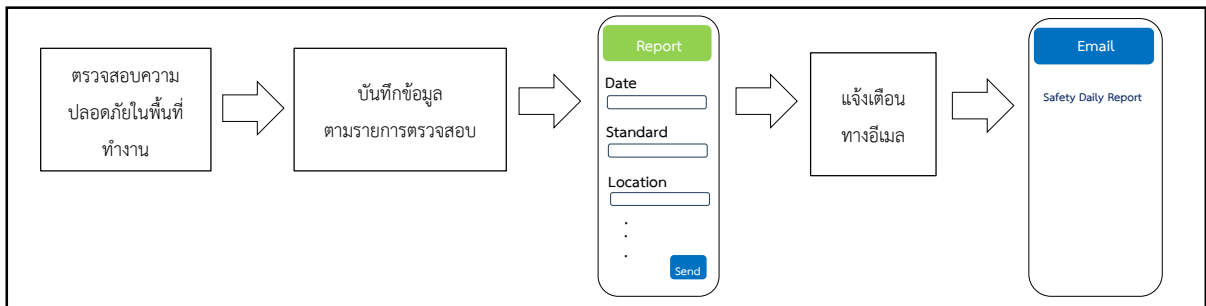 ตรวจสอบความ
ปลอดภัยในพื้นที่
ทำงาน
บันทึกข้อมูล
ตามรายการตรวจสอบ
Report
Date
Standard
Location
.
.
.
Send
แจ้งเตือน
ทางอีเมล
Email
Safety Daily Report